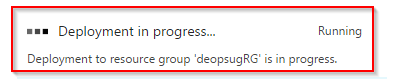 Deployment in progress... Running
Deployment to resource group 'deopsugRG' is in progress.